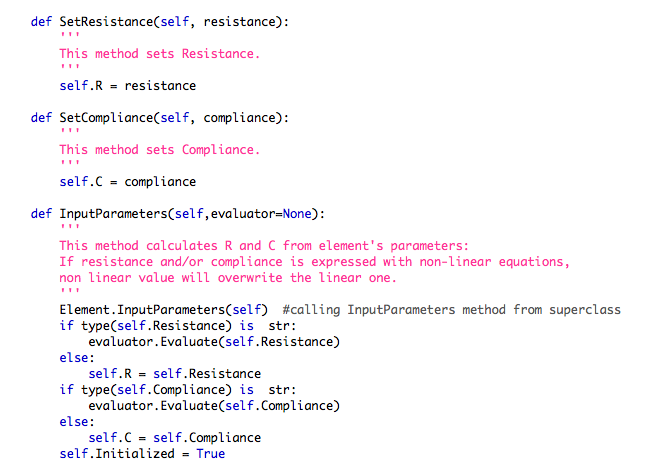 def SetResistance(self, resistance):
    '''
    This method sets Resistance.
    '''
    self.R = resistance

def SetCompliance(self, compliance):
    '''
    This method sets Compliance.
    '''
    self.C = compliance

def InputParameters(self,evaluator=None):
    '''
    This method calculates R and C from element's parameters:
    If resistance and/or compliance is expressed with non-linear equations,
    non linear value will overwrite the linear one.
    '''
    Element.InputParameters(self)  #calling InputParameters method from superclass
    if type(self.Resistance) is  str:
        evaluator.Evaluate(self.Resistance)
    else:
        self.R = self.Resistance
    if type(self.Compliance) is  str:
        evaluator.Evaluate(self.Compliance)
    else:
        self.C = self.Compliance
    self.Initialized = True